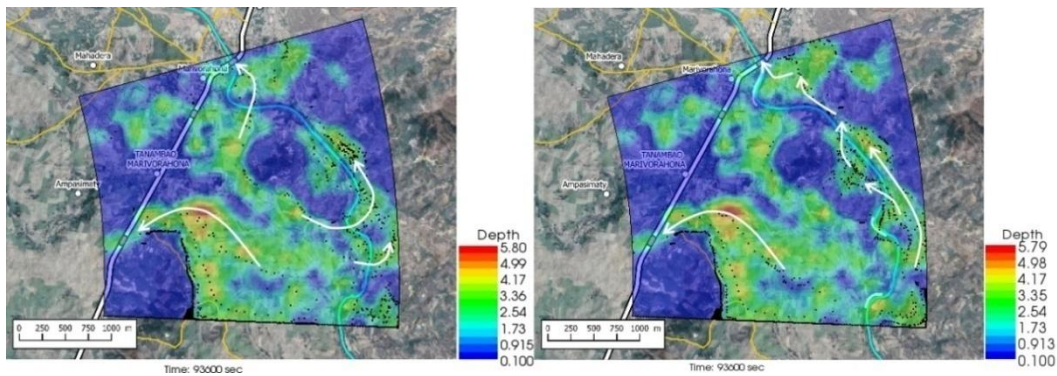 Mahadera
Marivorahona
TANAMBAO
MARIVORAHONA
Ampasimaty
Depth
5.80
4.99
4.17
3.35
2.54
1.73
0.915
0.100
0 250 500 750 1000 m
Time: 93600 sec
Mahadera
Marivorahona
TANAMBAO
MARIVORAHONA
Ampasimaty
Depth
5.79
4.98
4.17
3.35
2.54
1.73
0.913
0.100
0 250 500 750 1000 m
Time: 93600 sec